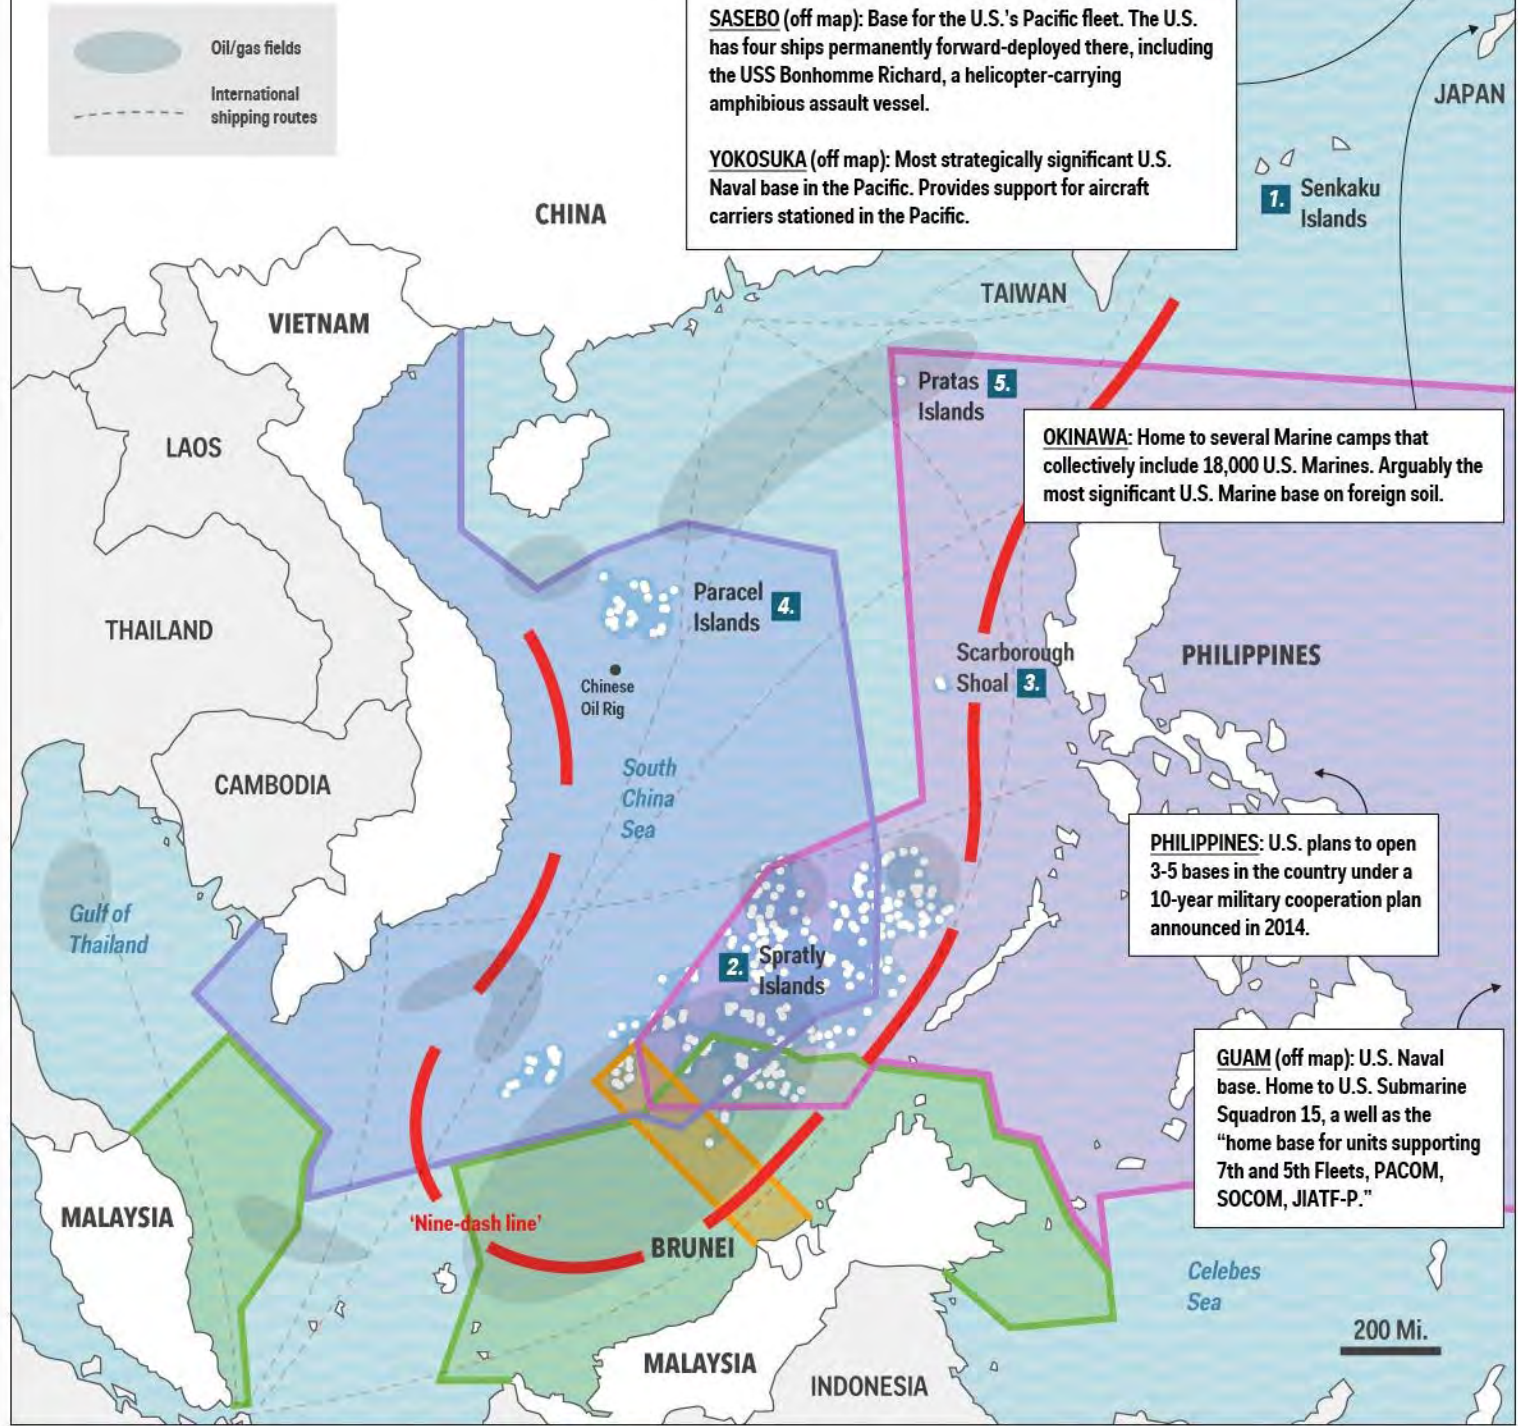 SASEBO (off map): Base for the U.S.'s Pacific fleet. The U.S.
has four ships permanently forward-deployed there, including
the USS Bonhomme Richard, a helicopter-carrying
amphibious assault vessel.
YOKOSUKA (off map): Most strategically significant U.S.
Naval base in the Pacific. Provides support for aircraft
carriers stationed in the Pacific.
Oil/gas fields
International
shipping routes
JAPAN
1. Senkaku
Islands
CHINA
TAIWAN
VIETNAM
Pratas 5.
Islands
OKINAWA: Home to several Marine camps that
collectively include 18,000 U.S. Marines. Arguably the
most significant U.S. Marine base on foreign soil.
LAOS
Paracel
Islands 4.
THAILAND
Scarborough
Shoal 3.
PHILIPPINES
Chinese
Oil Rig
CAMBODIA
South
China
Sea
PHILIPPINES: U.S. plans to open
3-5 bases in the country under a
10-year military cooperation plan
announced in 2014.
Gulf of
Thailand
2. Spratly
Islands
GUAM (off map): U.S. Naval
base. Home to U.S. Submarine
Squadron 15, a well as the
“home base for units supporting
7th and 5th Fleets, PACOM,
SOCOM, JIATF-P.”
MALAYSIA
'Nine-dash line'
BRUNEI
Celebes
Sea
200 Mi.
MALAYSIA
INDONESIA